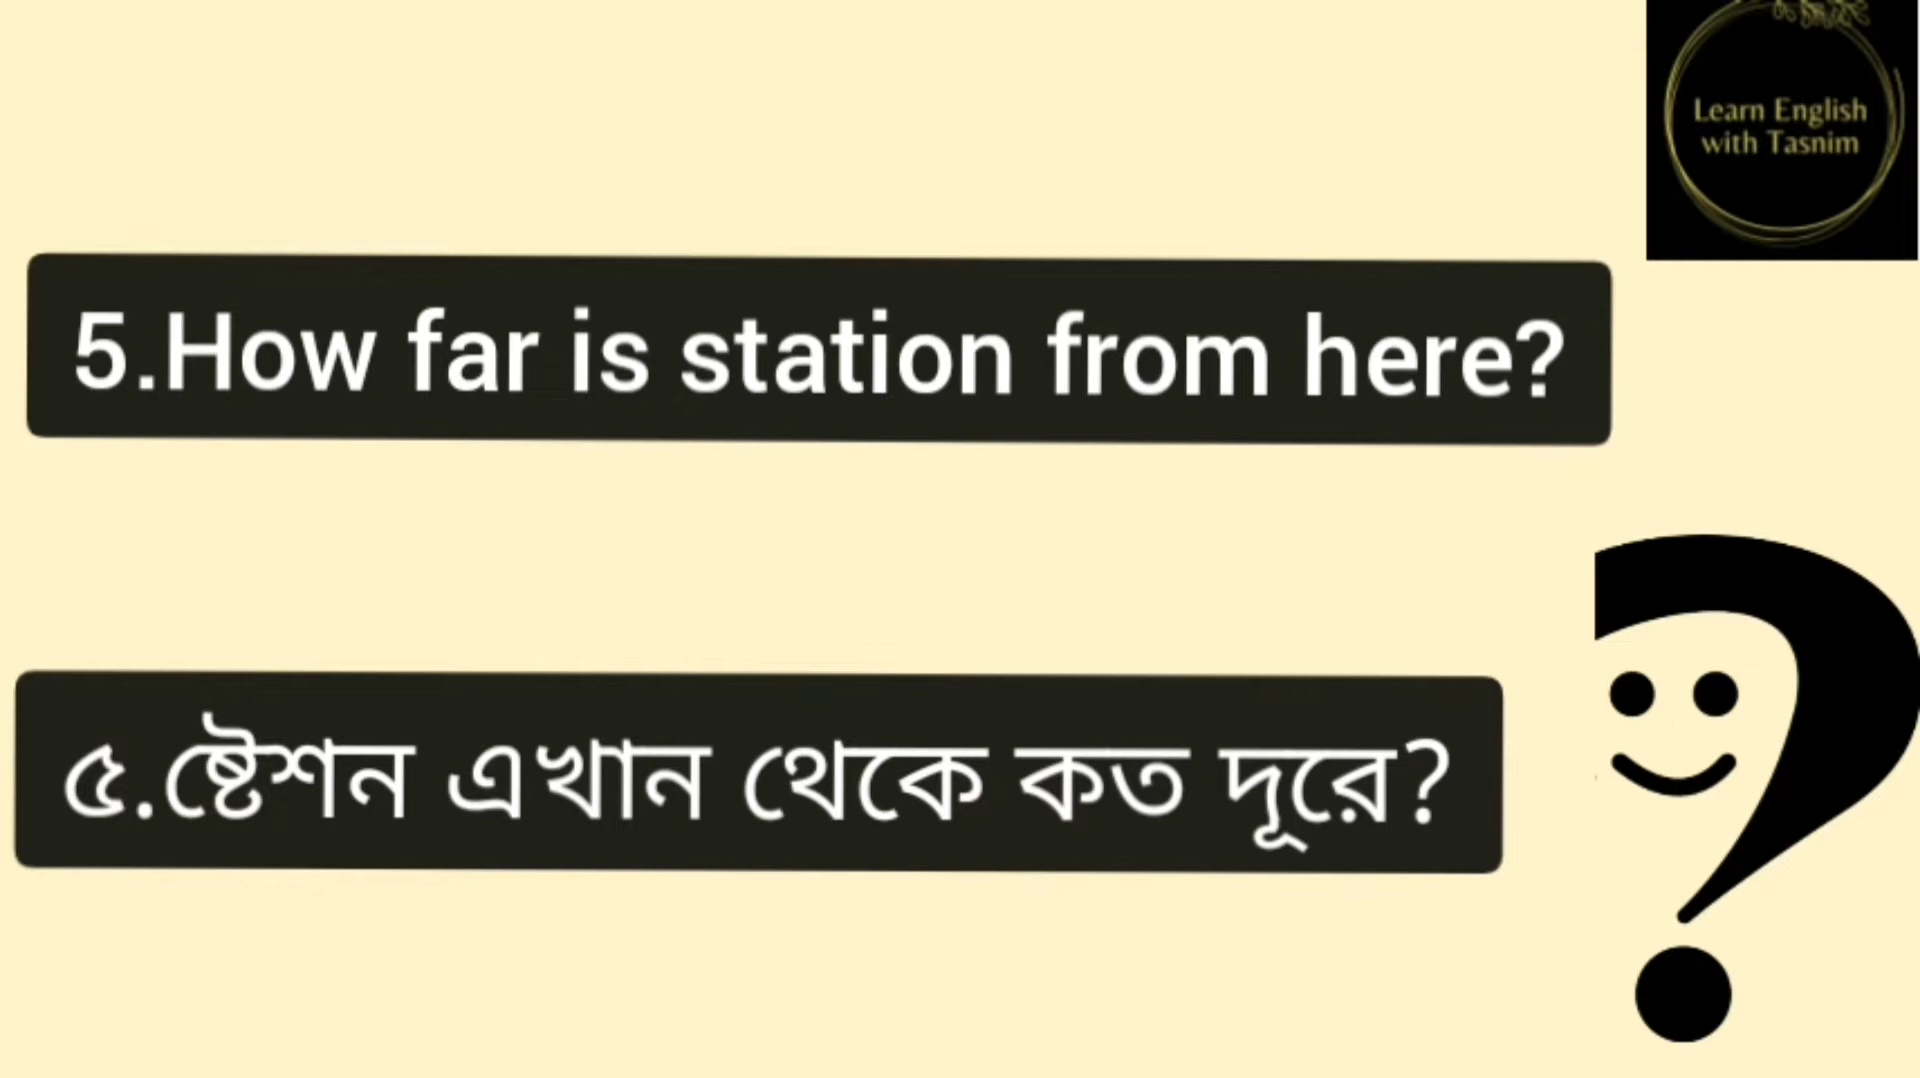 Learn English
with Tasnim
5.How far is station from here?
৫.ষ্টেশন এখান থেকে কত দূরে?